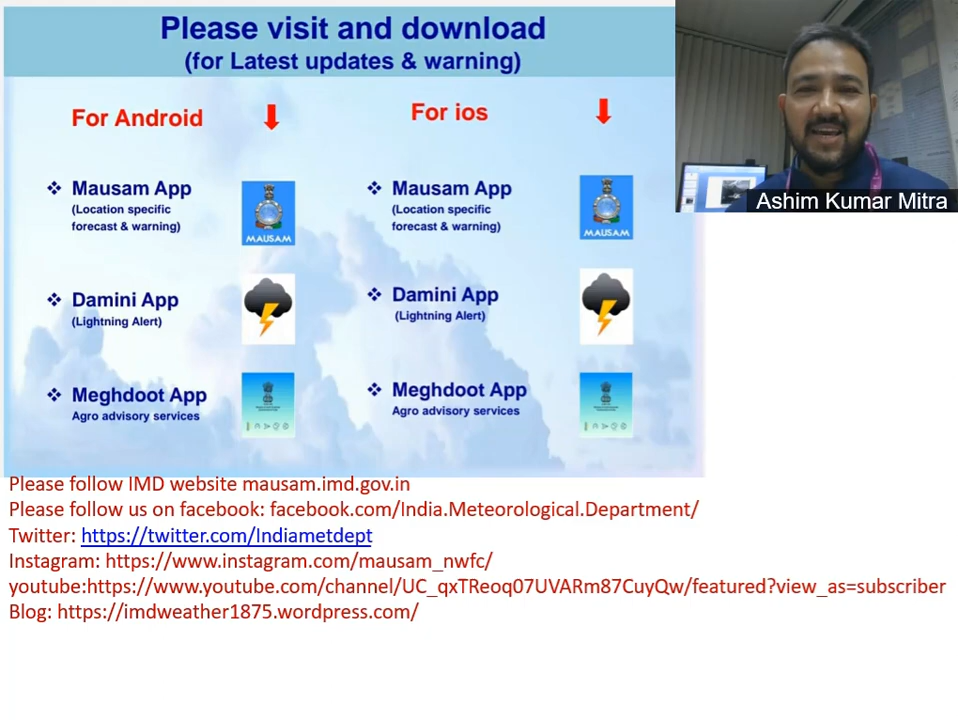 Please visit and download
(for Latest updates & warning)
For Android
For ios
❖ Mausam App
(Location specific
forecast & warning)
MAUSAM
❖ Mausam App
(Location specific
forecast & warning)
MAUSAM
❖ Damini App
(Lightning Alert)
❖ Damini App
(Lightning Alert)
❖ Meghdoot App
Agro advisory services
❖ Meghdoot App
Agro advisory services
Ashim Kumar Mitra
Please follow IMD website mausam.imd.gov.in
Please follow us on facebook: facebook.com/India.Meteorological.Department/
Twitter: https://twitter.com/Indiametdept
Instagram: https://www.instagram.com/mausam_nwfc/
youtube:https://www.youtube.com/channel/UC_qxTReoq07UVARm87CuyQw/featured?view_as=subscriber
Blog: https://imdweather1875.wordpress.com/